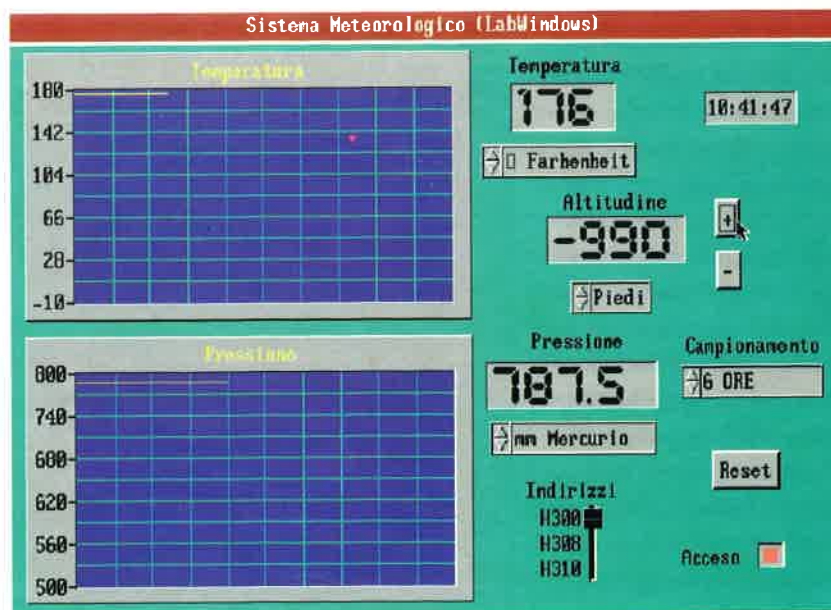 Sistema Meteorologico (LabWindows)
Temperatura
180
142
104
66
28
-10
Temperatura
176
10:41:47
Farhenheit
Altitudine
-990
+
-
Piedi
Pressione
800
740
680
620
560
500
Pressione
787.5
mm Mercurio
Campionamento
6 ORE
Reset
Indirizzi
H300
H308
H310
Acceso